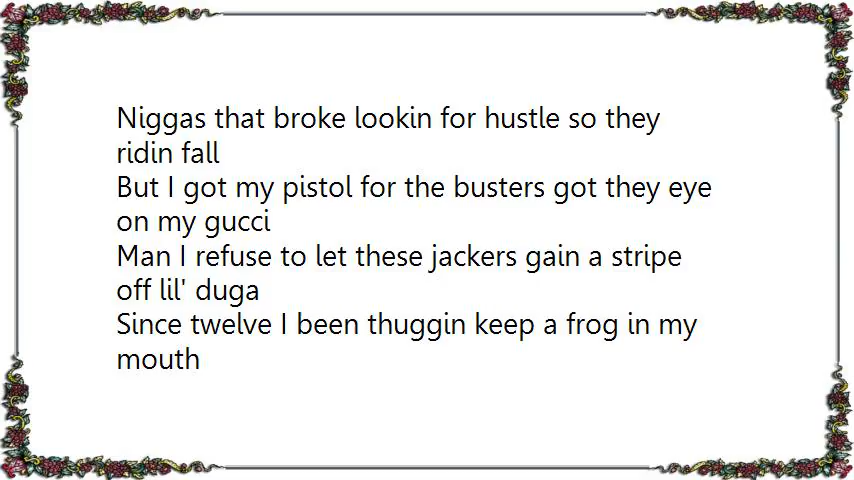 Niggas that broke lookin for hustle so they
ridin fall
But I got my pistol for the busters got they eye
on my gucci
Man I refuse to let these jackers gain a stripe
off lil' duga
Since twelve I been thuggin keep a frog in my
mouth